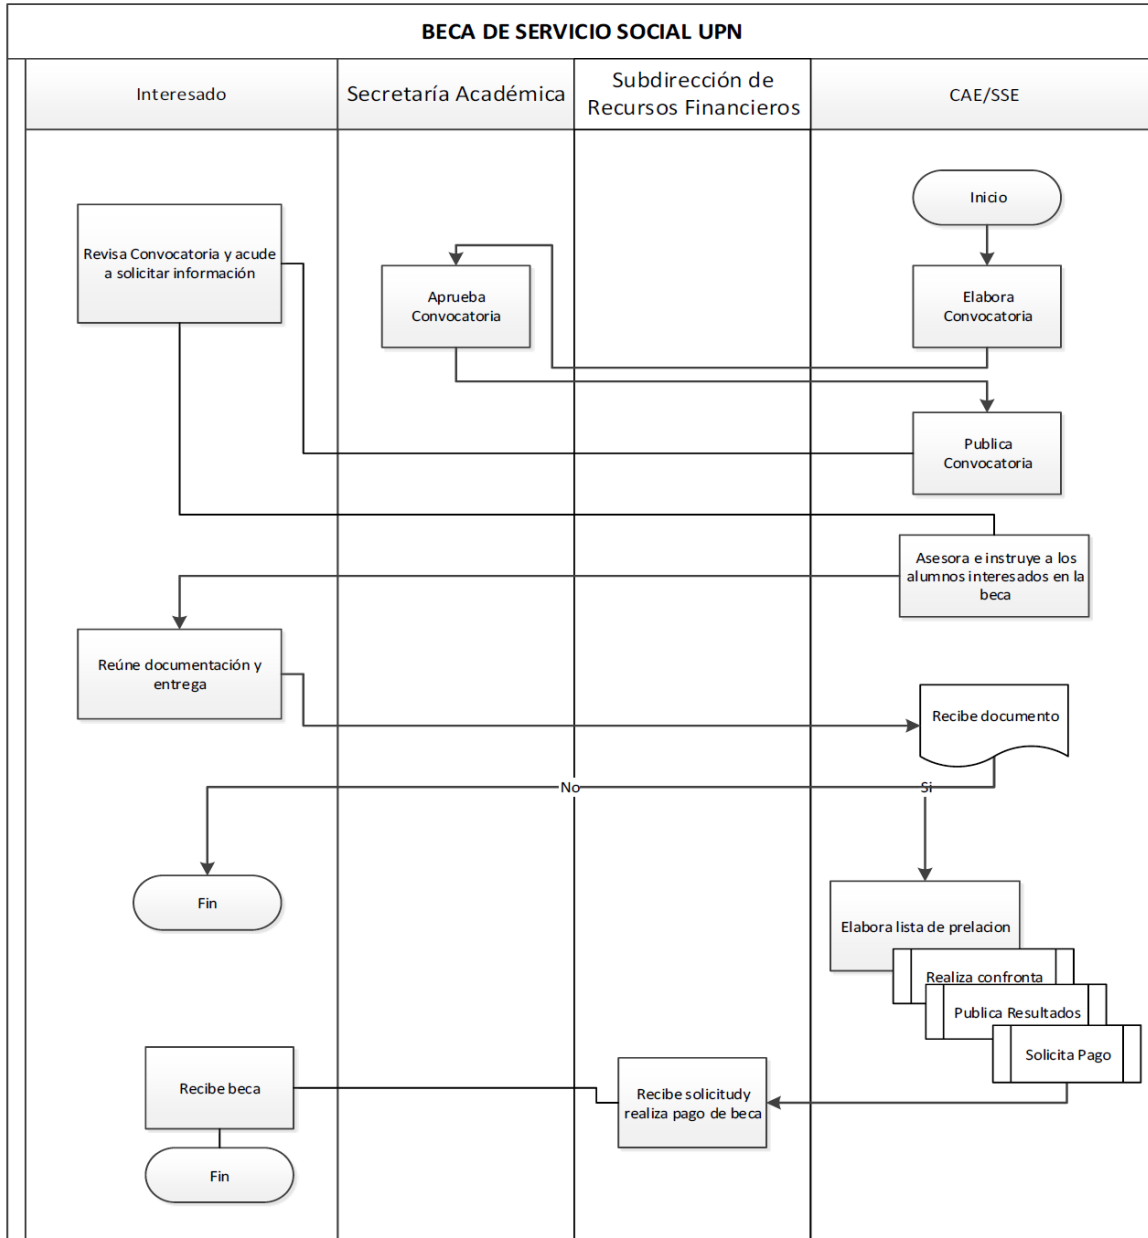 BECA DE SERVICIO SOCIAL UPN
Interesado
Secretaría Académica
Subdirección de
Recursos Financieros
CAE/SSE
Inicio
Revisa Convocatoria y acude
a solicitar información
Aprueba
Convocatoria
Elabora
Convocatoria
Publica
Convocatoria
Asesora e instruye a los
alumnos interesados en la
beca
Reúne documentación y
entrega
Recibe documento
No
Si
Fin
Elabora lista de prelacion
Realiza confronta
Publica Resultados
Solicita Pago
Recibe beca
Recibe solicitudy
realiza pago de beca
Fin